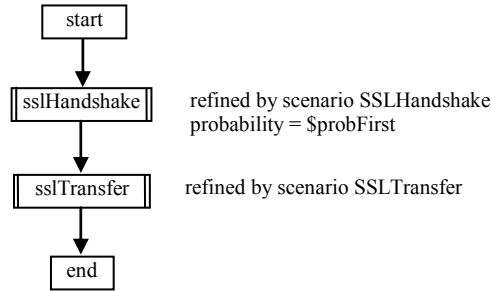 start
sslHandshake
refined by scenario SSLHandshake
probability = $probFirst
sslTransfer
refined by scenario SSLTransfer
end